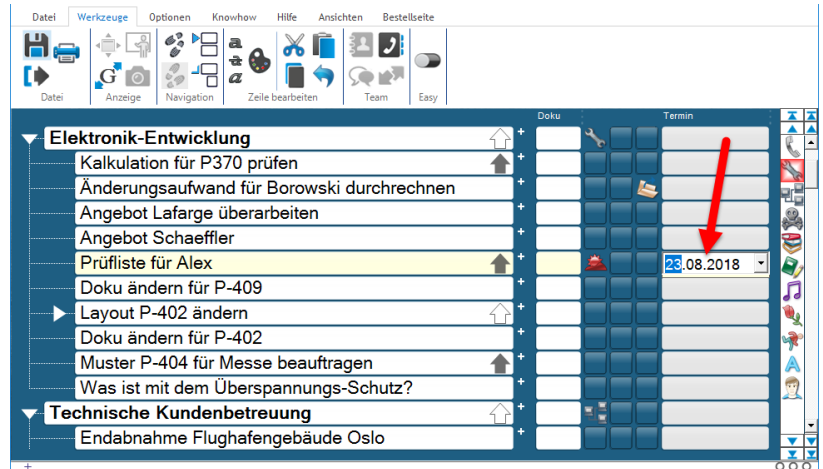 Datei Werkzeuge Optionen Knowhow Hilfe Ansichten Bestellseite
a
a
a
G
Datei Anzeige Navigation Zeile bearbeiten Team Easy
Doku Termin
Elektronik-Entwicklung
Kalkulation für P370 prüfen
Änderungsaufwand für Borowski durchrechnen
Angebot Lafarge überarbeiten
Angebot Schaeffler
Prüfliste für Alex 23.08.2018
Doku ändern für P-409
Layout P-402 ändern
Doku ändern für P-402
Muster P-404 für Messe beauftragen
Was ist mit dem Überspannungs-Schutz?
A
Technische Kundenbetreuung
Endabnahme Flughafengebäude Oslo